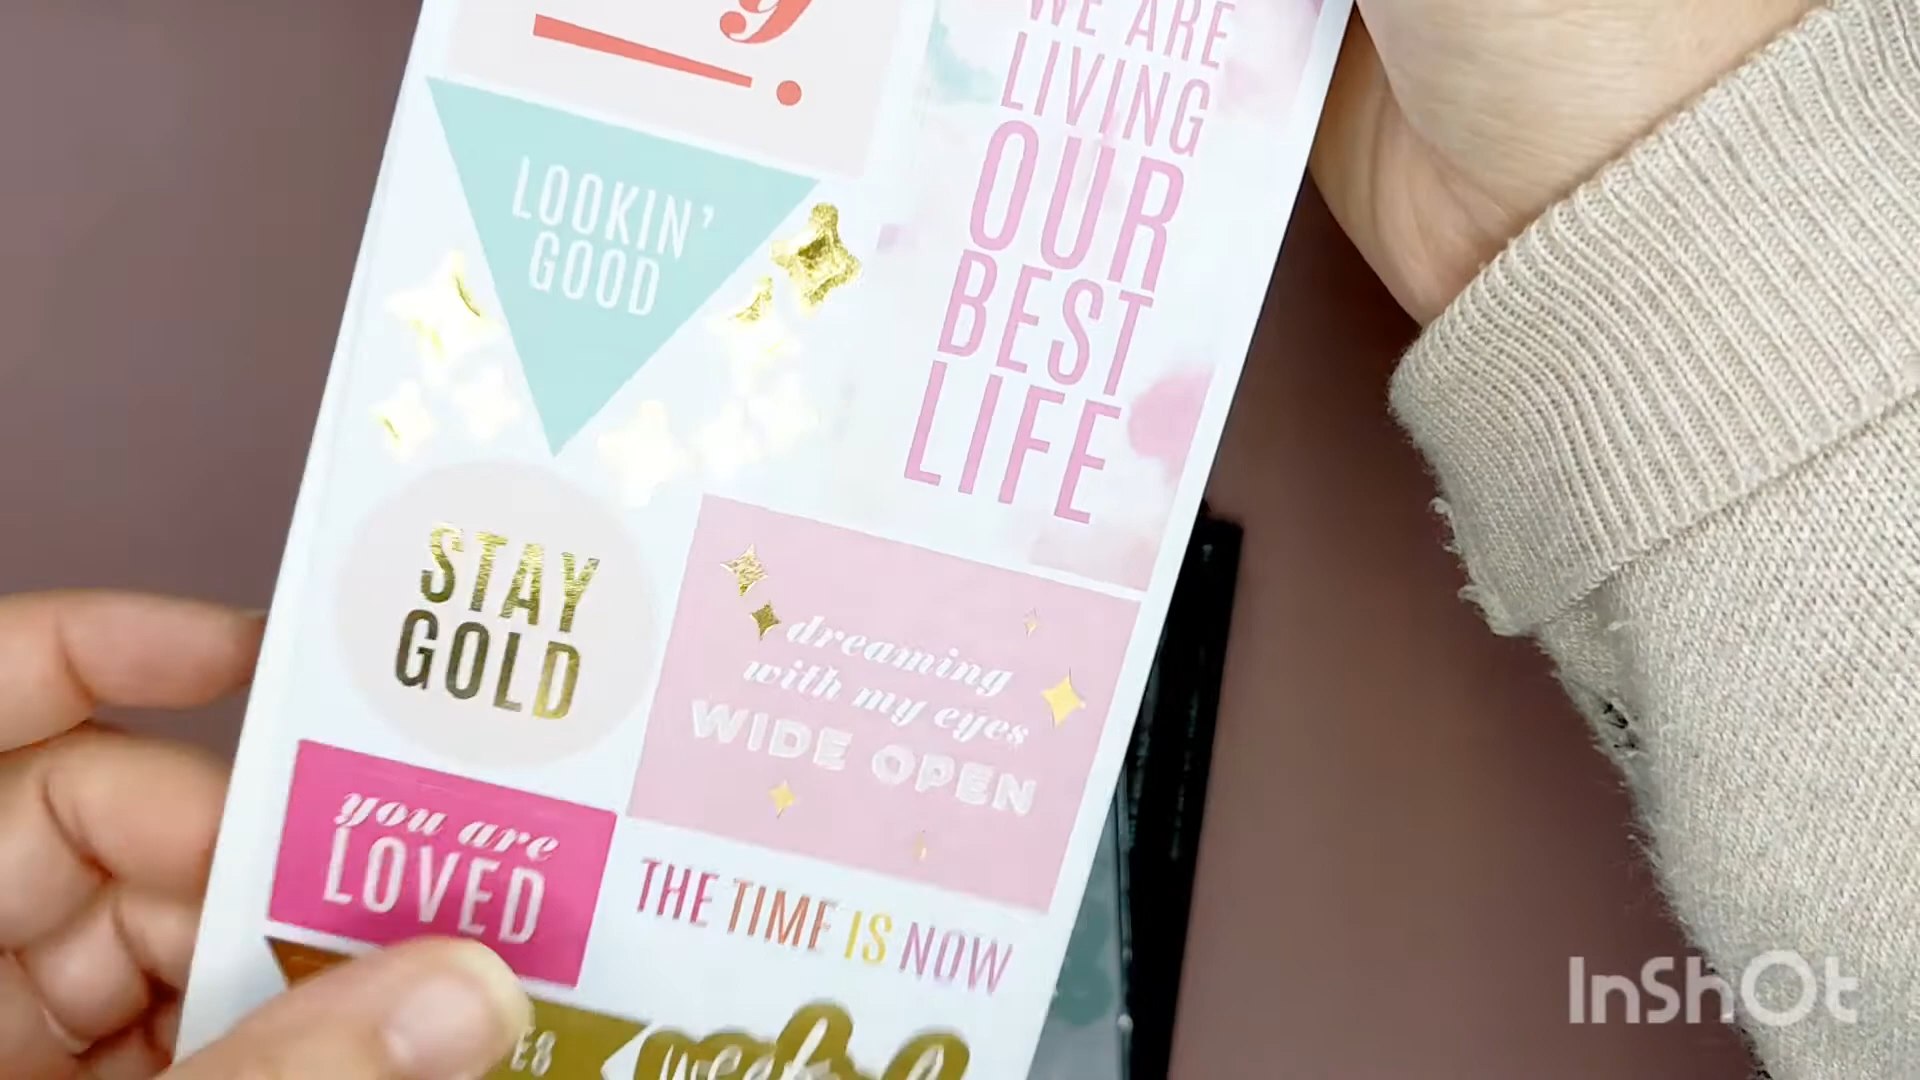 WE ARE
LIVING
OUR
BEST
LIFE
LOOKIN'
GOOD
STAY
GOLD
dreaming
with my eyes
WIDE OPEN
you are
LOVED
THE TIME IS NOW
InShOt